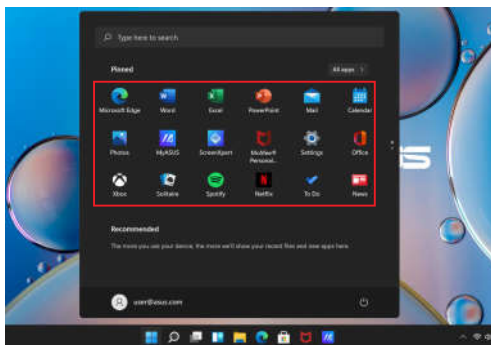 Type here to search
Pinned
All apps >
Microsoft Edge Word Excel PowerPoint Mail Calendar
Photos MyASUS ScreenXpert McAfee® Personal... Settings Office
Xbox Solitaire Spotify Netflix To Do News
Recommended
The more you use your device, the more we'll show your recent files and new apps here.
user@asus.com